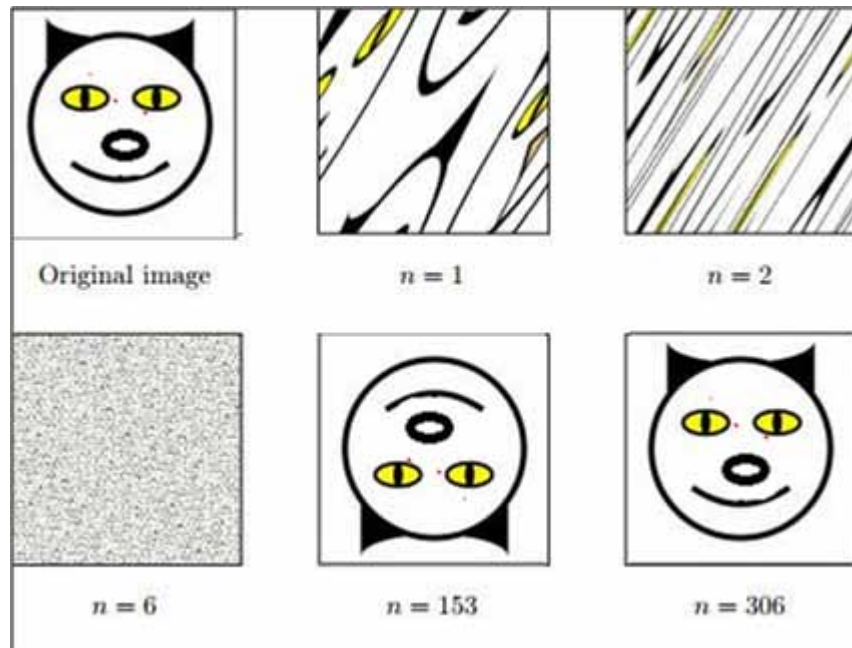 Original image
n = 1
n = 2
n = 6
n = 153
n = 306